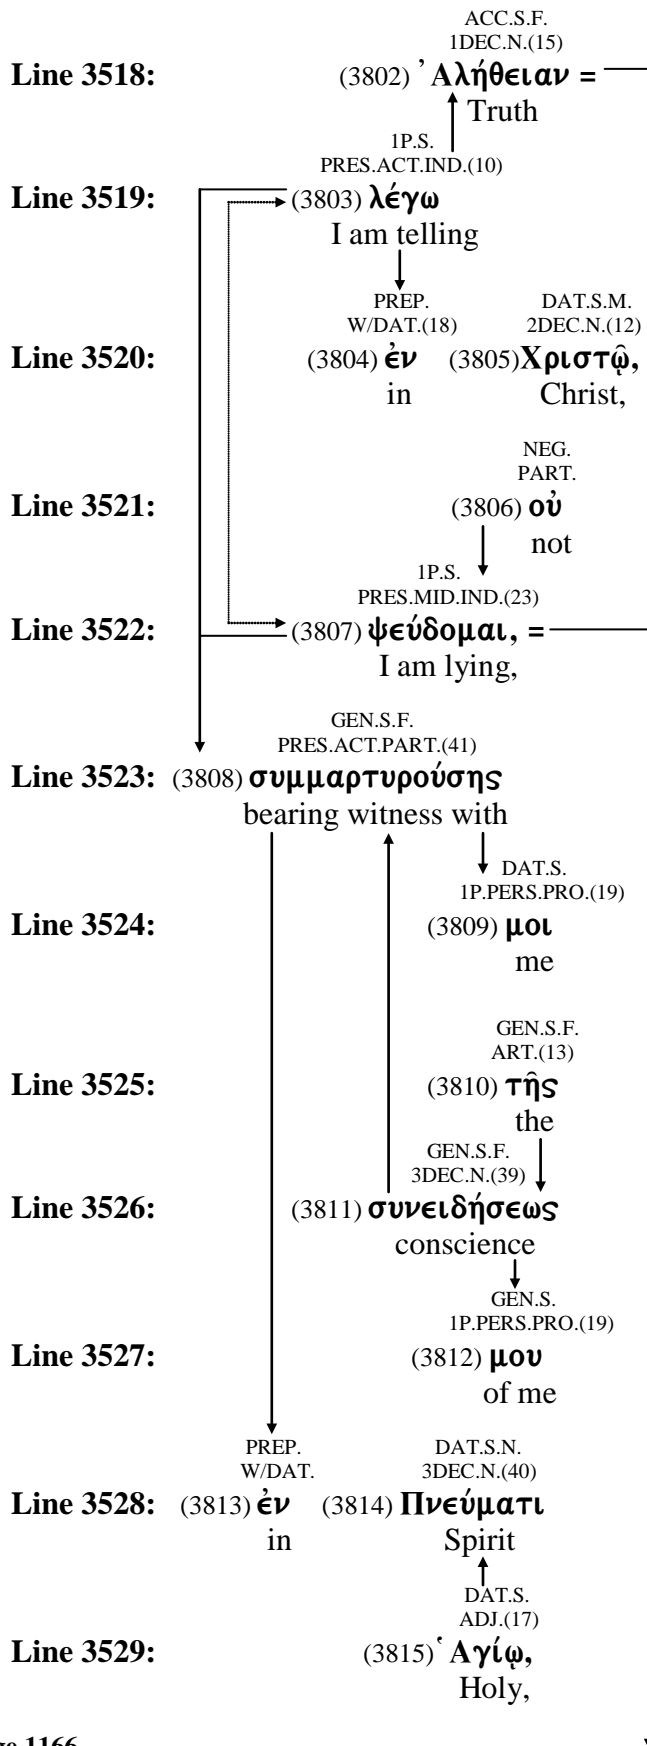 ACC.S.F.
1DEC.N.(15)
Line 3518: (3802) ᾿Αλήθειαν =
Truth
1P.S.
PRES.ACT.IND.(10)
Line 3519: (3803) λέγω
I am telling
PREP. DAT.S.M.
W/DAT.(18) 2DEC.N.(12)
Line 3520: (3804) ἐν (3805)Χριστῷ,
in Christ,
NEG.
PART.
Line 3521: (3806) οὐ
not
1P.S.
PRES.MID.IND.(23)
Line 3522: (3807) ψεύδομαι, =
I am lying,
GEN.S.F.
PRES.ACT.PART.(41)
Line 3523: (3808) συμμαρτυρούσης
bearing witness with
DAT.S.
1P.PERS.PRO.(19)
Line 3524: (3809) μοι
me
GEN.S.F.
ART.(13)
Line 3525: (3810) τῆς
the
GEN.S.F.
3DEC.N.(39)
Line 3526: (3811) συνειδήσεως
conscience
GEN.S.
1P.PERS.PRO.(19)
Line 3527: (3812) μου
of me
PREP. DAT.S.N.
W/DAT. 3DEC.N.(40)
Line 3528: (3813) ἐν (3814) Πνεύματι
in Spirit
DAT.S.
ADJ.(17)
Line 3529: (3815) ῾Αγίῳ,
Holy,